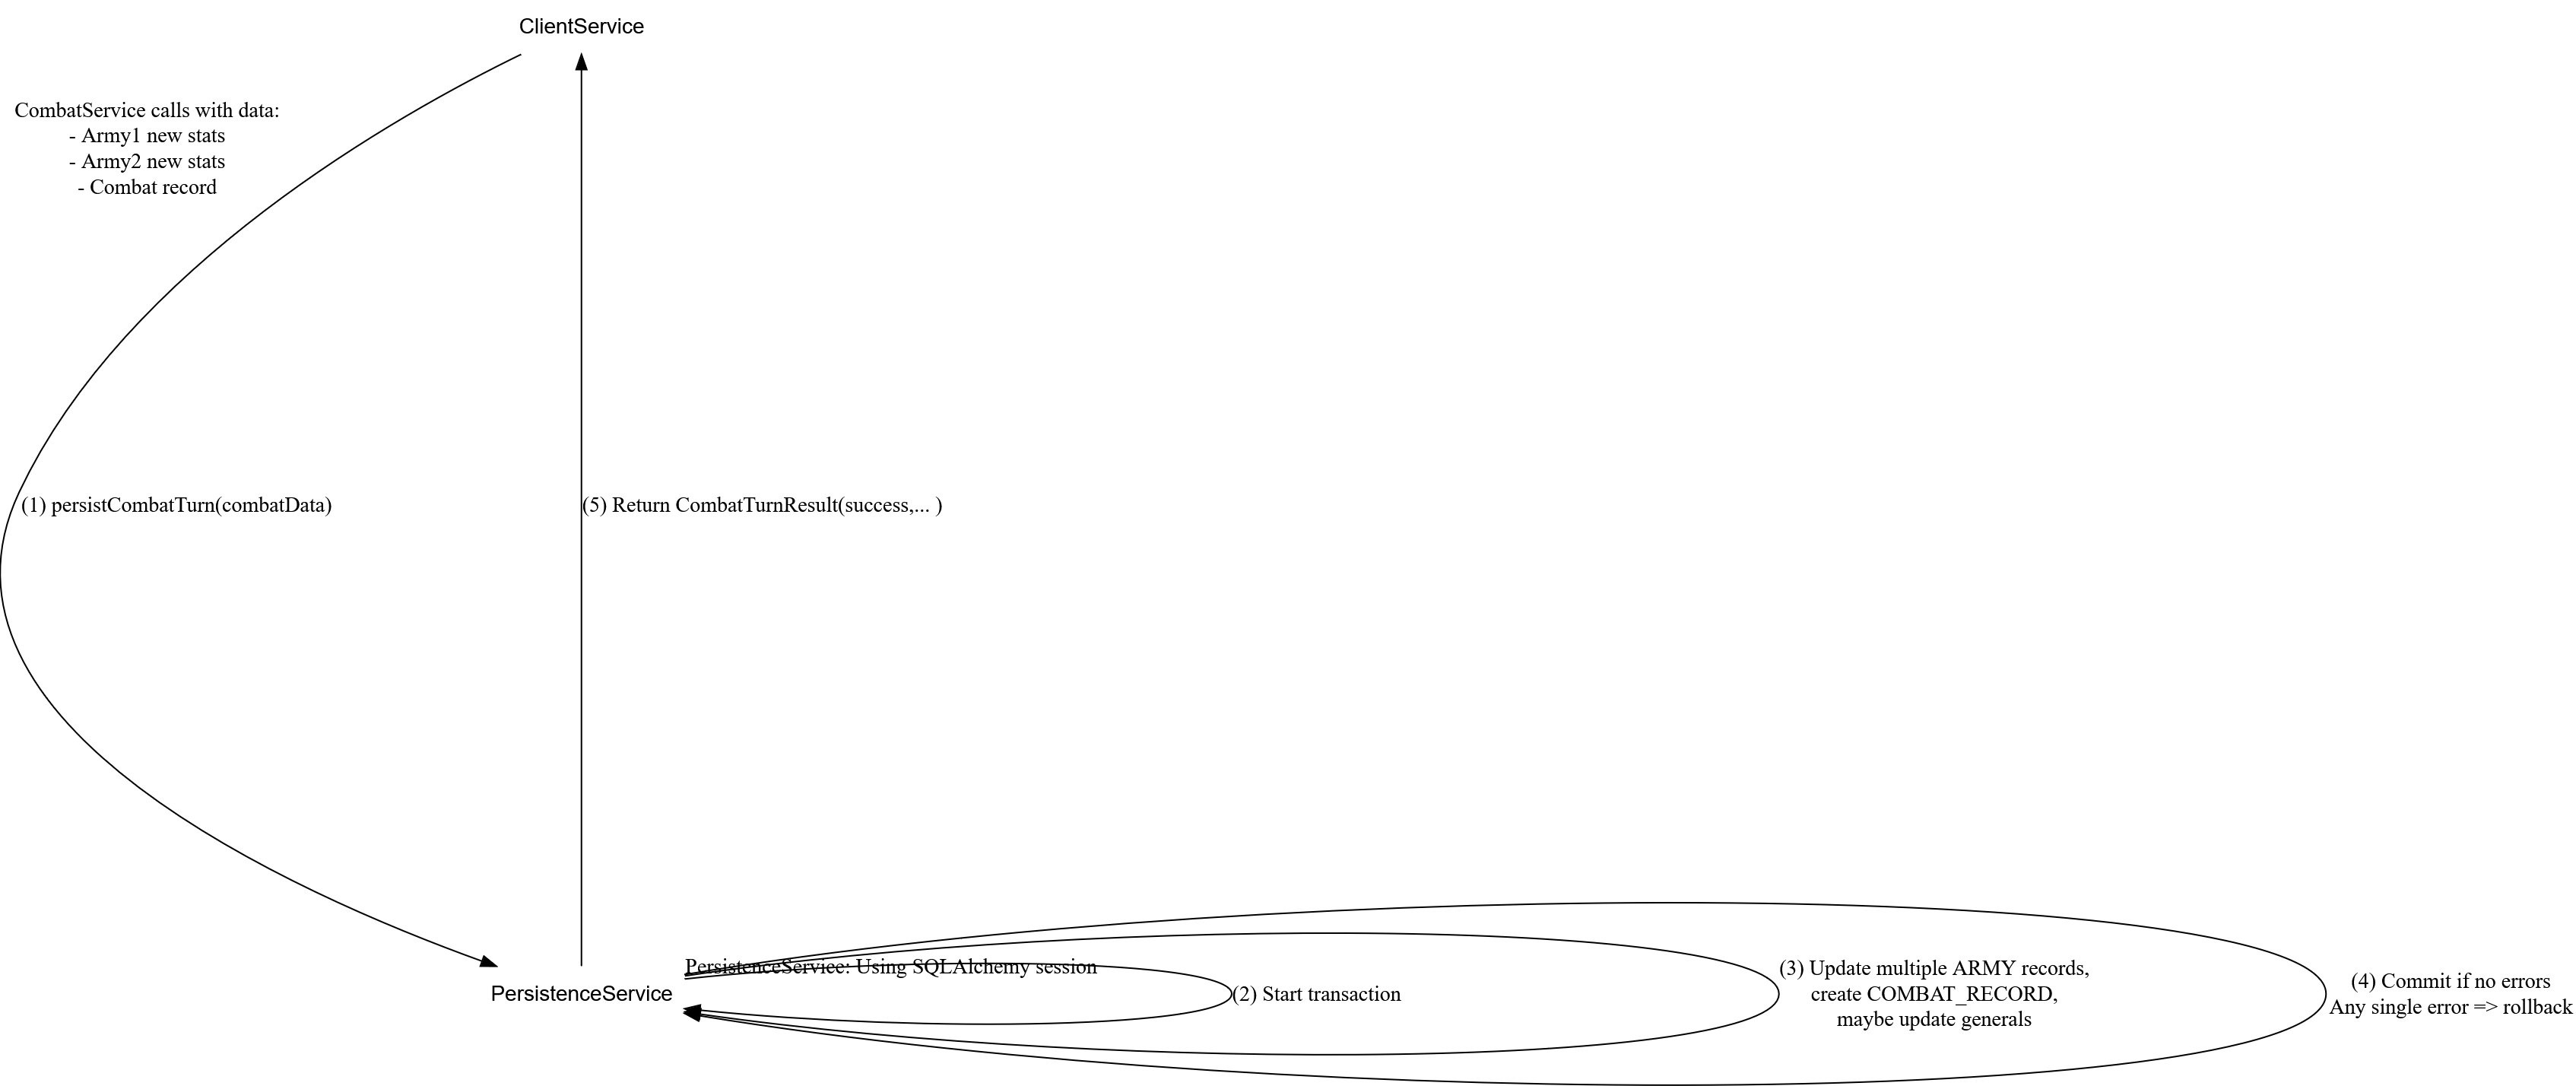 ClientService
CombatService calls with data:
- Army1 new stats
- Army2 new stats
- Combat record
(1) persistCombatTurn(combatData)
(5) Return CombatTurnResult(success,... )
PersistenceService: Using SQLAlchemy session
PersistenceService
(2) Start transaction
(3) Update multiple ARMY records,
create COMBAT_RECORD,
maybe update generals
(4) Commit if no errors
Any single error => rollback